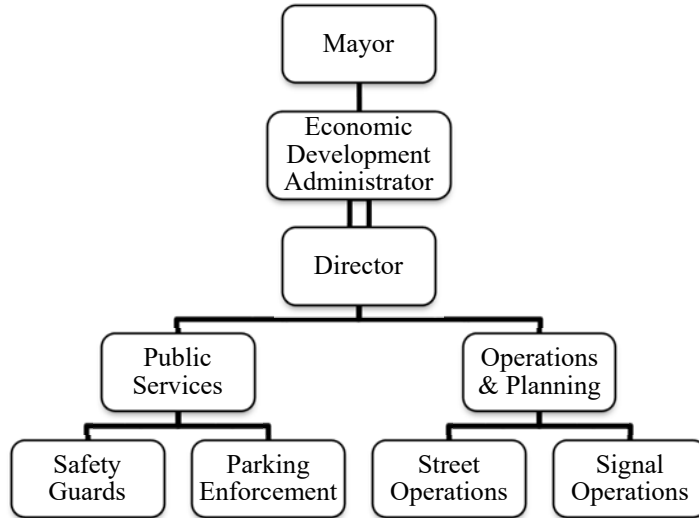 Mayor
Economic
Development
Administrator
Director
Public
Services
Operations
& Planning
Safety
Guards
Parking
Enforcement
Street
Operations
Signal
Operations